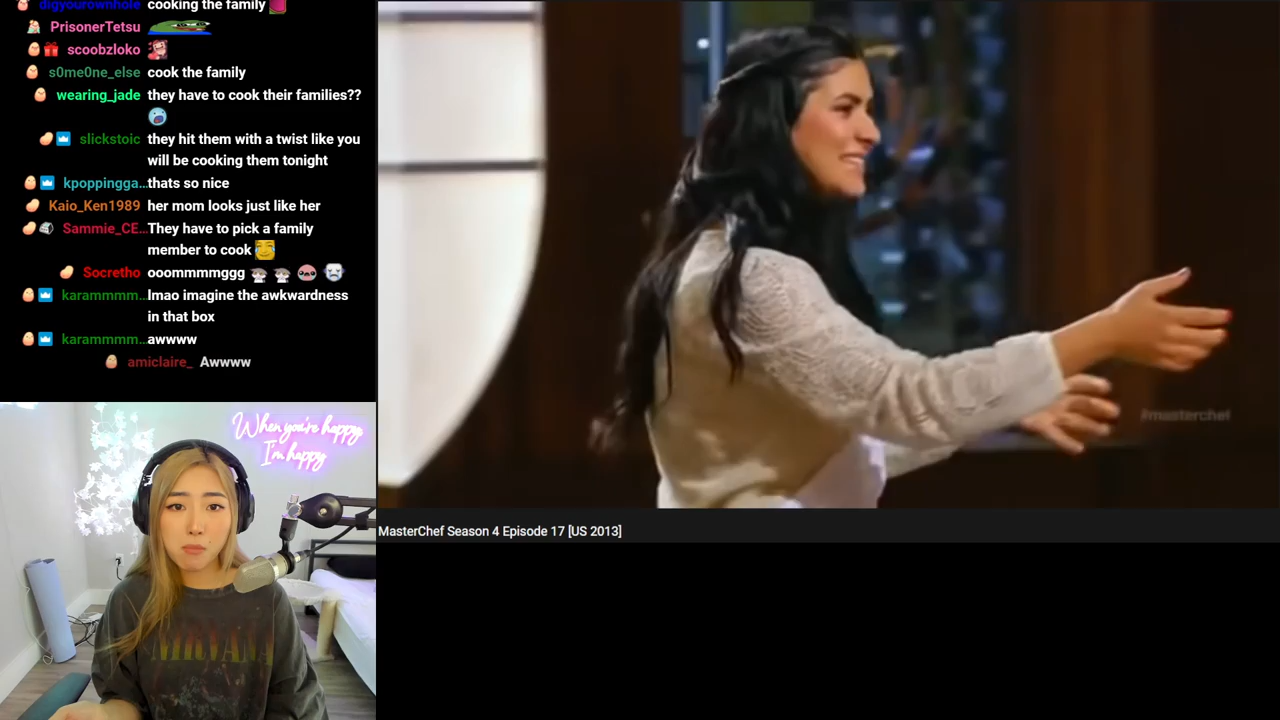 digyourownhole cooking the family
PrisonerTetsu
scoobzloko
s0me0ne_else cook the family
wearing_jade they have to cook their families??
slickstoic they hit them with a twist like you
will be cooking them tonight
kpoppingga... thats so nice
Kaio_Ken1989 her mom looks just like her
Sammie_CE... They have to pick a family
member to cook
Socretho ooommmmggg
karammmm... lmao imagine the awkwardness
in that box
karammmm... awwww
amiclaire_ Awwww
When you're happy
I'm happy
NIRVANA
#masterchef
MasterChef Season 4 Episode 17 [US 2013]